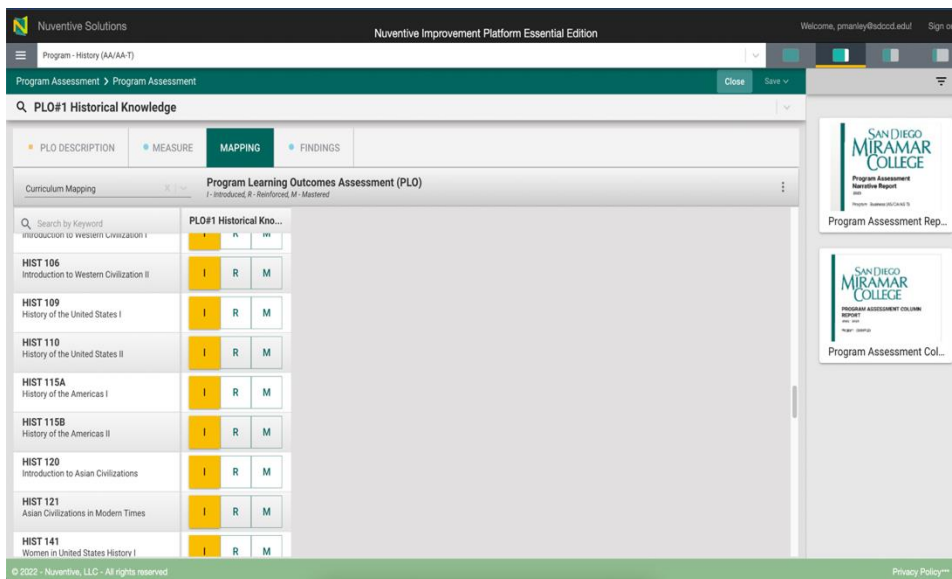 Nuventive Solutions
Nuventive Improvement Platform Essential Edition
Welcome, pmanley@sdccd.edu!
Program - History (AA/AA-T)
Program Assessment > Program Assessment
Close
Save
PLO#1 Historical Knowledge
PLO DESCRIPTION
MEASURE
MAPPING
FINDINGS
Curriculum Mapping
X
Program Learning Outcomes Assessment (PLO)
I - Introduced, R - Reinforced, M - Mastered
Search by Keyword
PLO#1 Historical Kno...
Introduction to Western Civilization I
I R M
HIST 106
Introduction to Western Civilization II
I R M
HIST 109
History of the United States I
I R M
HIST 110
History of the United States II
I R M
HIST 115A
History of the Americas I
I R M
HIST 115B
History of the Americas II
I R M
HIST 120
Introduction to Asian Civilizations
I R M
HIST 121
Asian Civilizations in Modern Times
I R M
HIST 141
Women in United States History I
I R M
SAN DIEGO
MIRAMAR
COLLEGE
Program Assessment
Narrative Report
Program Assessment Rep...
SAN DIEGO
MIRAMAR
COLLEGE
PROGRAM ASSESSMENT COLUMN
REPORT
Program Assessment Col...
© 2022 - Nuventive, LLC - All rights reserved
Privacy Policy